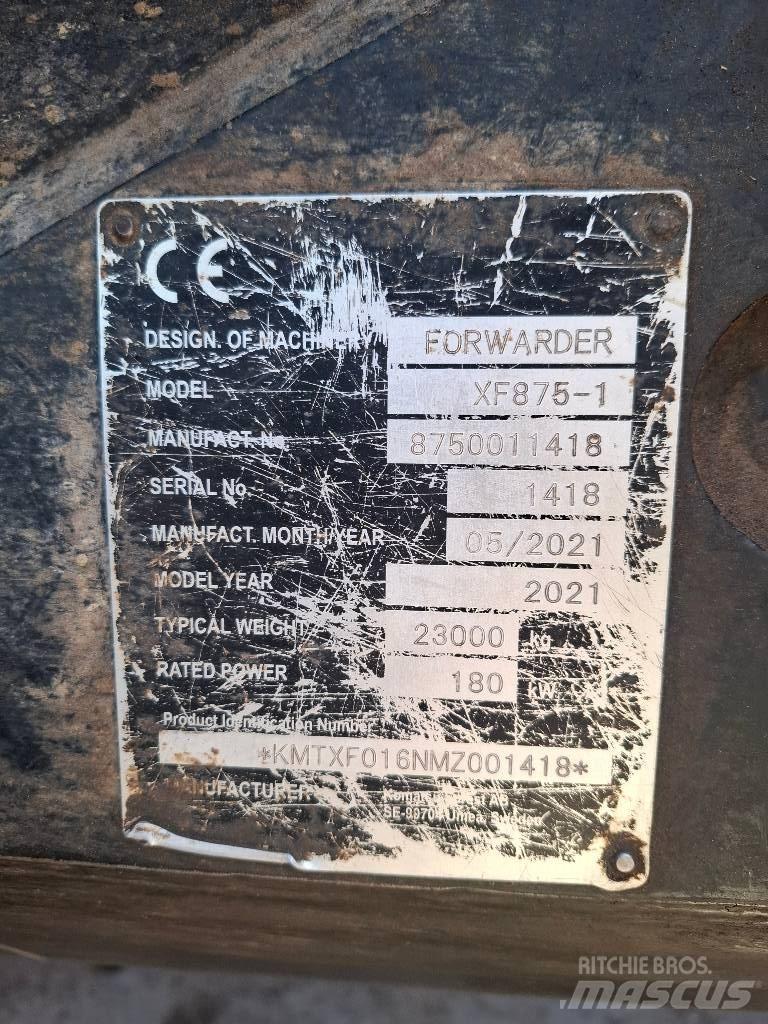 CE
DESIGN. OF MACHINE FORWARDER
MODEL XF875-1
MANUFACT. No. 8750011418
SERIAL No. 1418
MANUFACT. MONTH/YEAR 05/2021
MODEL YEAR 2021
TYPICAL WEIGHT 23000 kg
RATED POWER 180 kW
Product Identification Number
*KMTXF016NMZ001418*
MANUFACTURER AB
Umeå, Sweden
RITCHIE BROS.
MASCUS